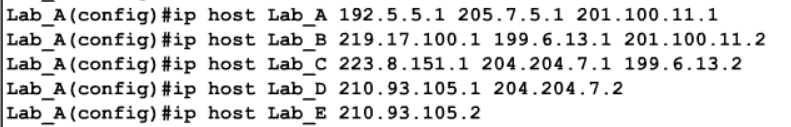 Lab_A(config)#ip host Lab_A 192.5.5.1 205.7.5.1 201.100.11.1
Lab_A(config)#ip host Lab_B 219.17.100.1 199.6.13.1 201.100.11.2
Lab_A(config)#ip host Lab_C 223.8.151.1 204.204.7.1 199.6.13.2
Lab_A(config)#ip host Lab_D 210.93.105.1 204.204.7.2
Lab_A(config)#ip host Lab_E 210.93.105.2